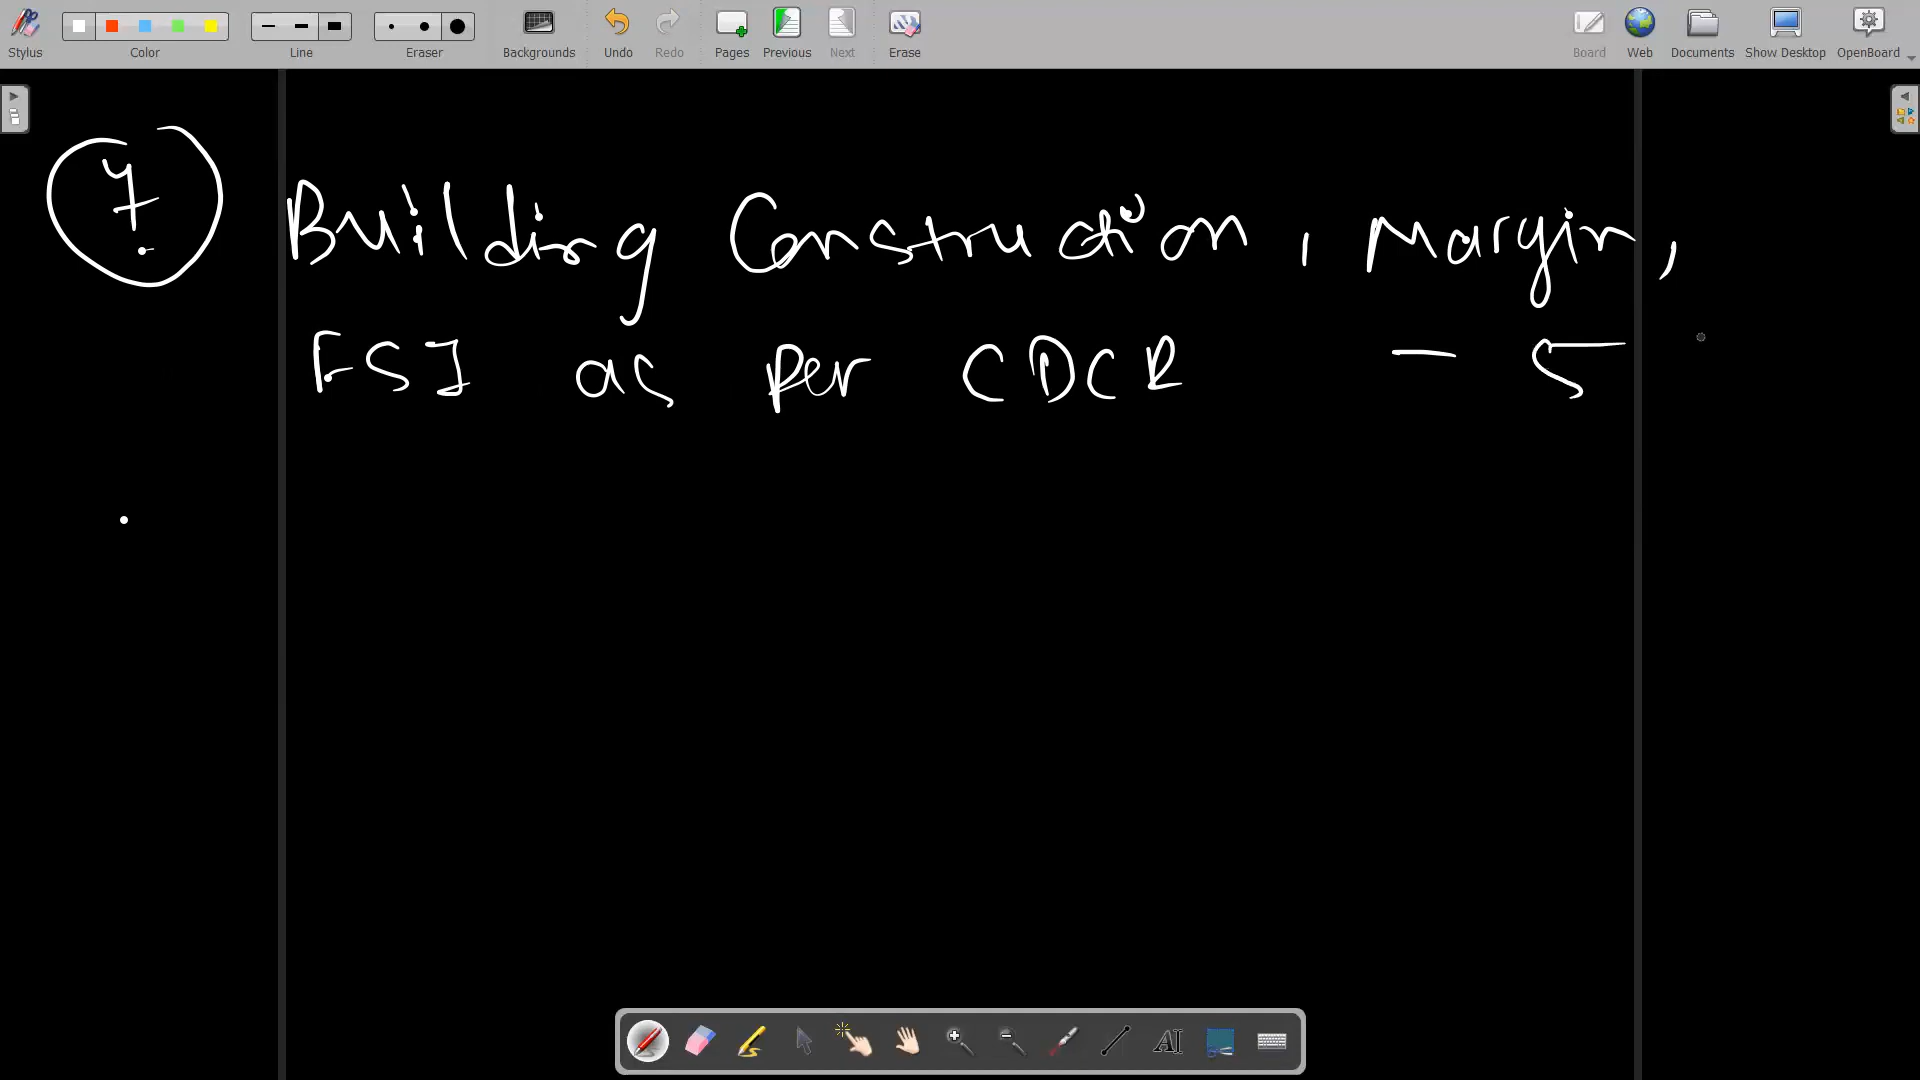 Stylus Color Line Eraser Backgrounds Undo Redo Pages Previous Next Erase Board Web Documents Show Desktop OpenBoard
7. Building Construction, Margin,
FSI as per CDCR - 5